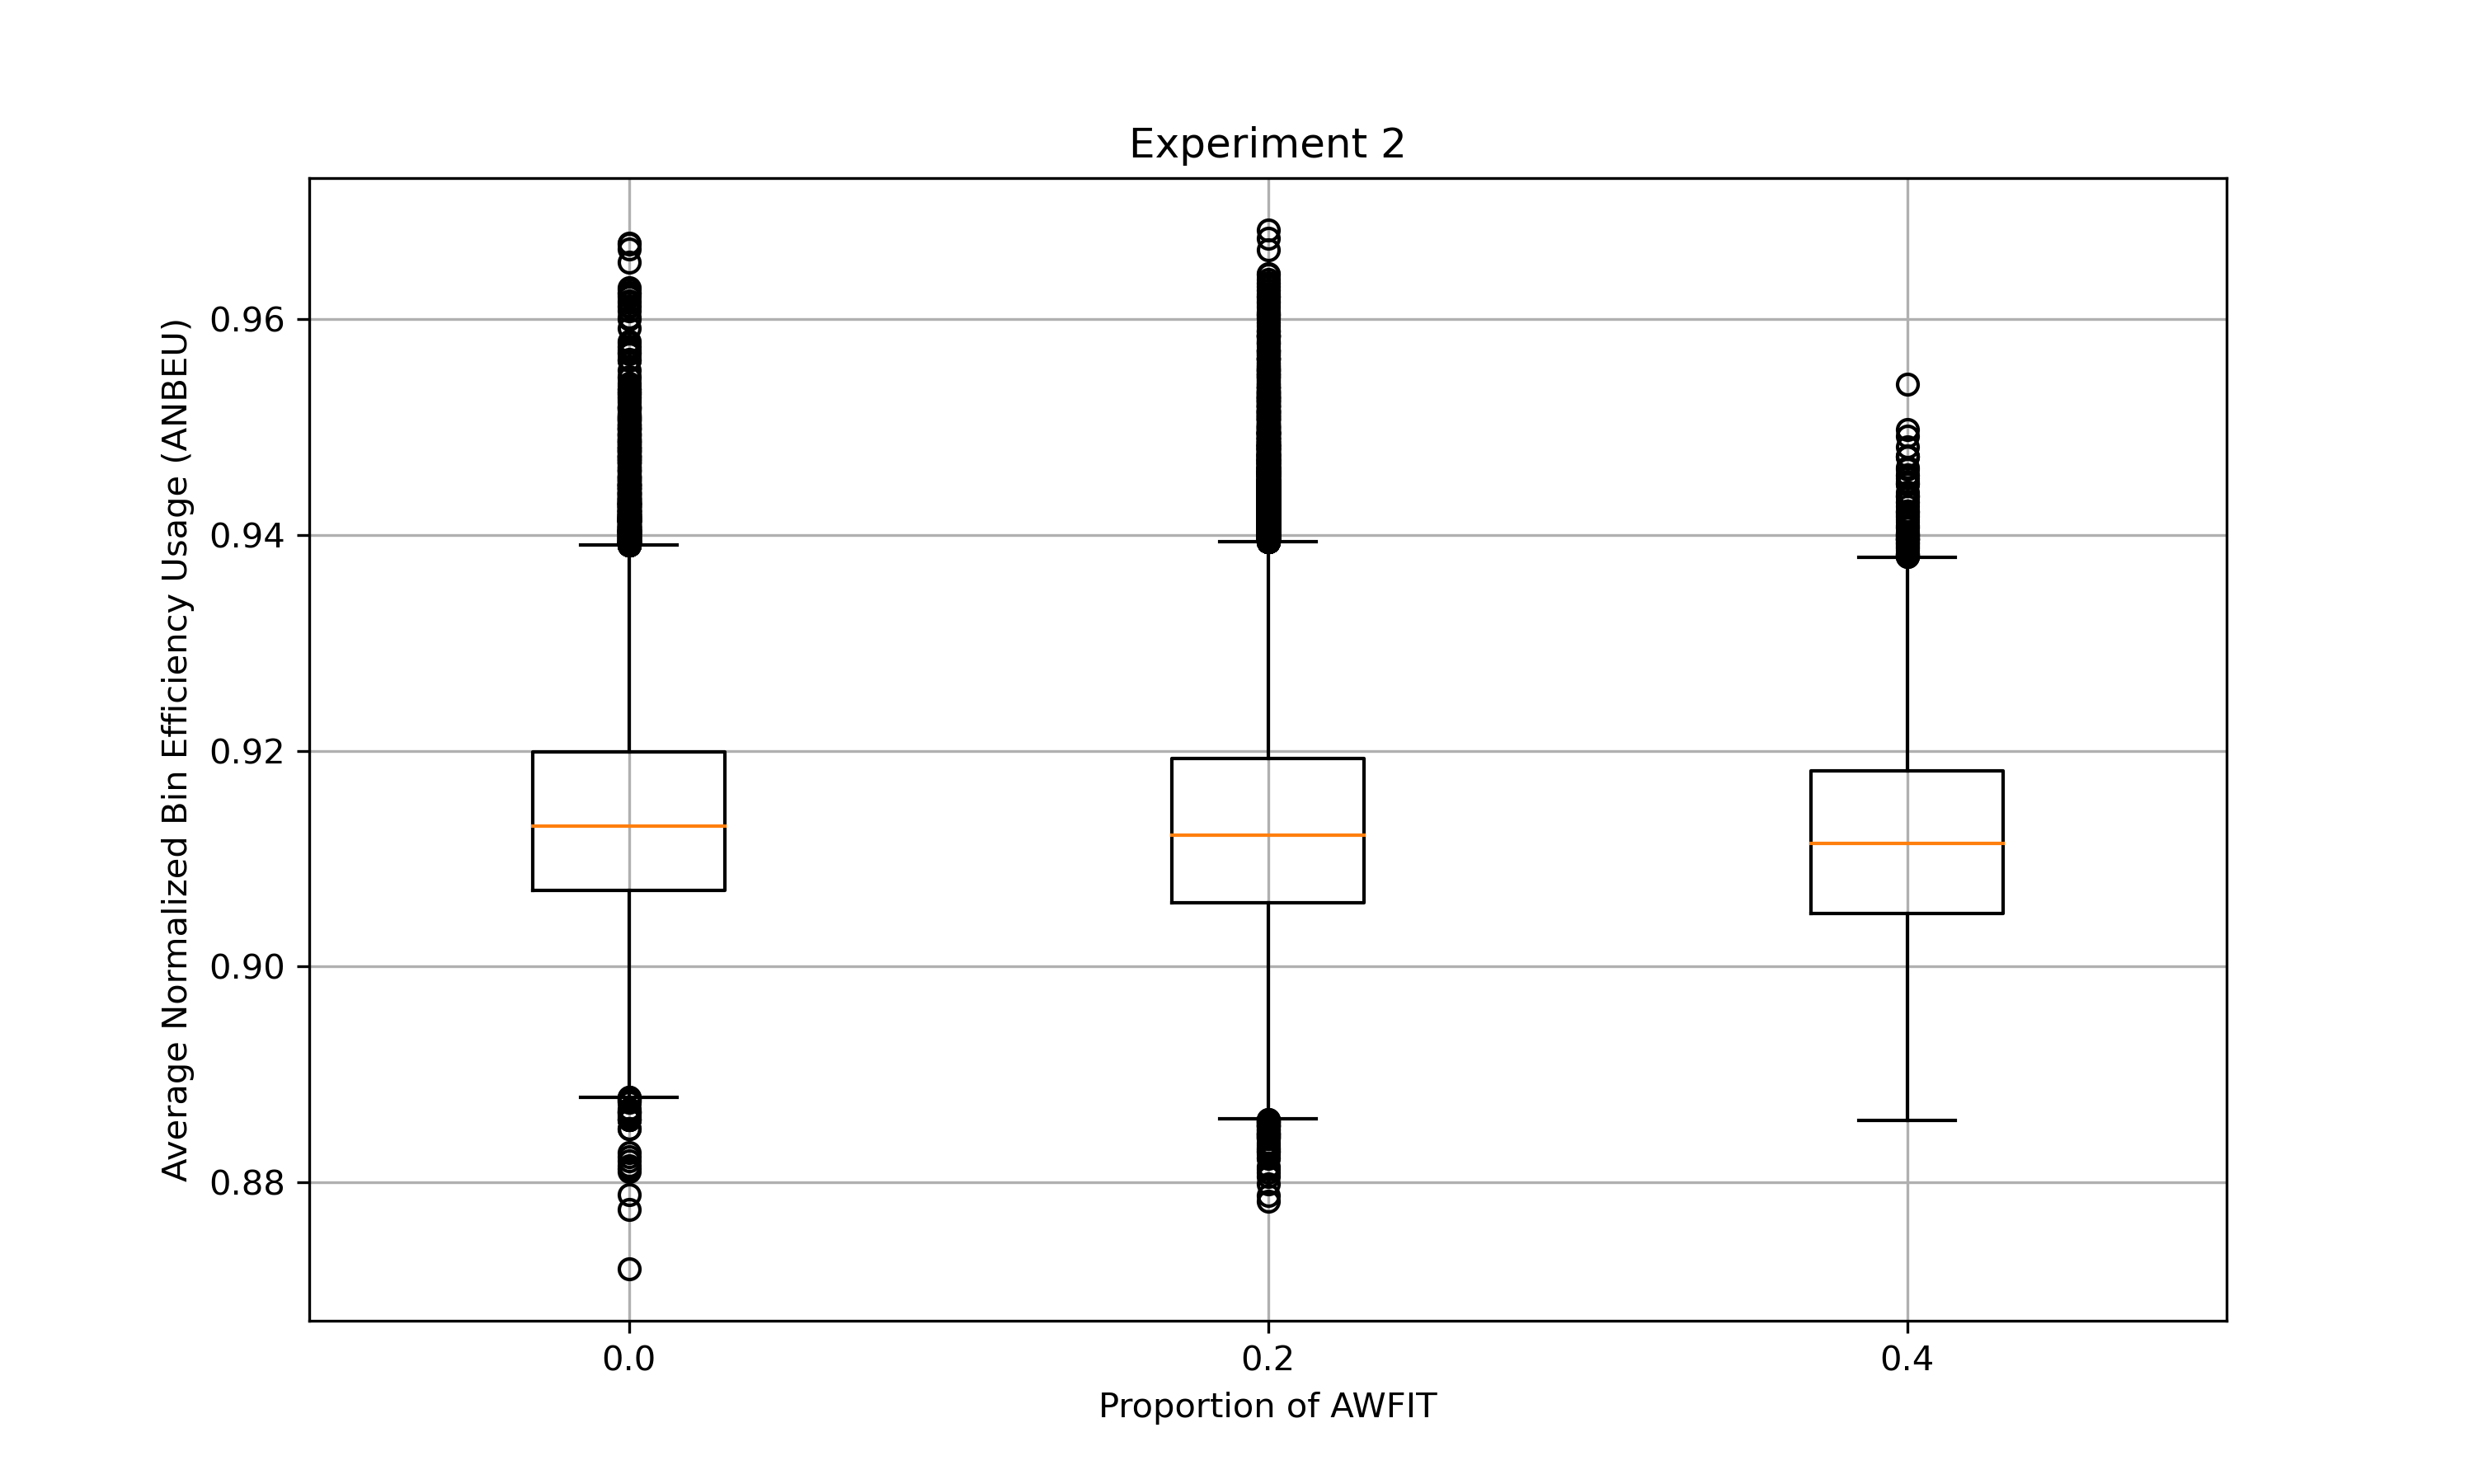 Experiment 2
Average Normalized Bin Efficiency Usage (ANBEU)
0.96
0.94
0.92
0.90
0.88
0.0
0.2
0.4
Proportion of AWFIT